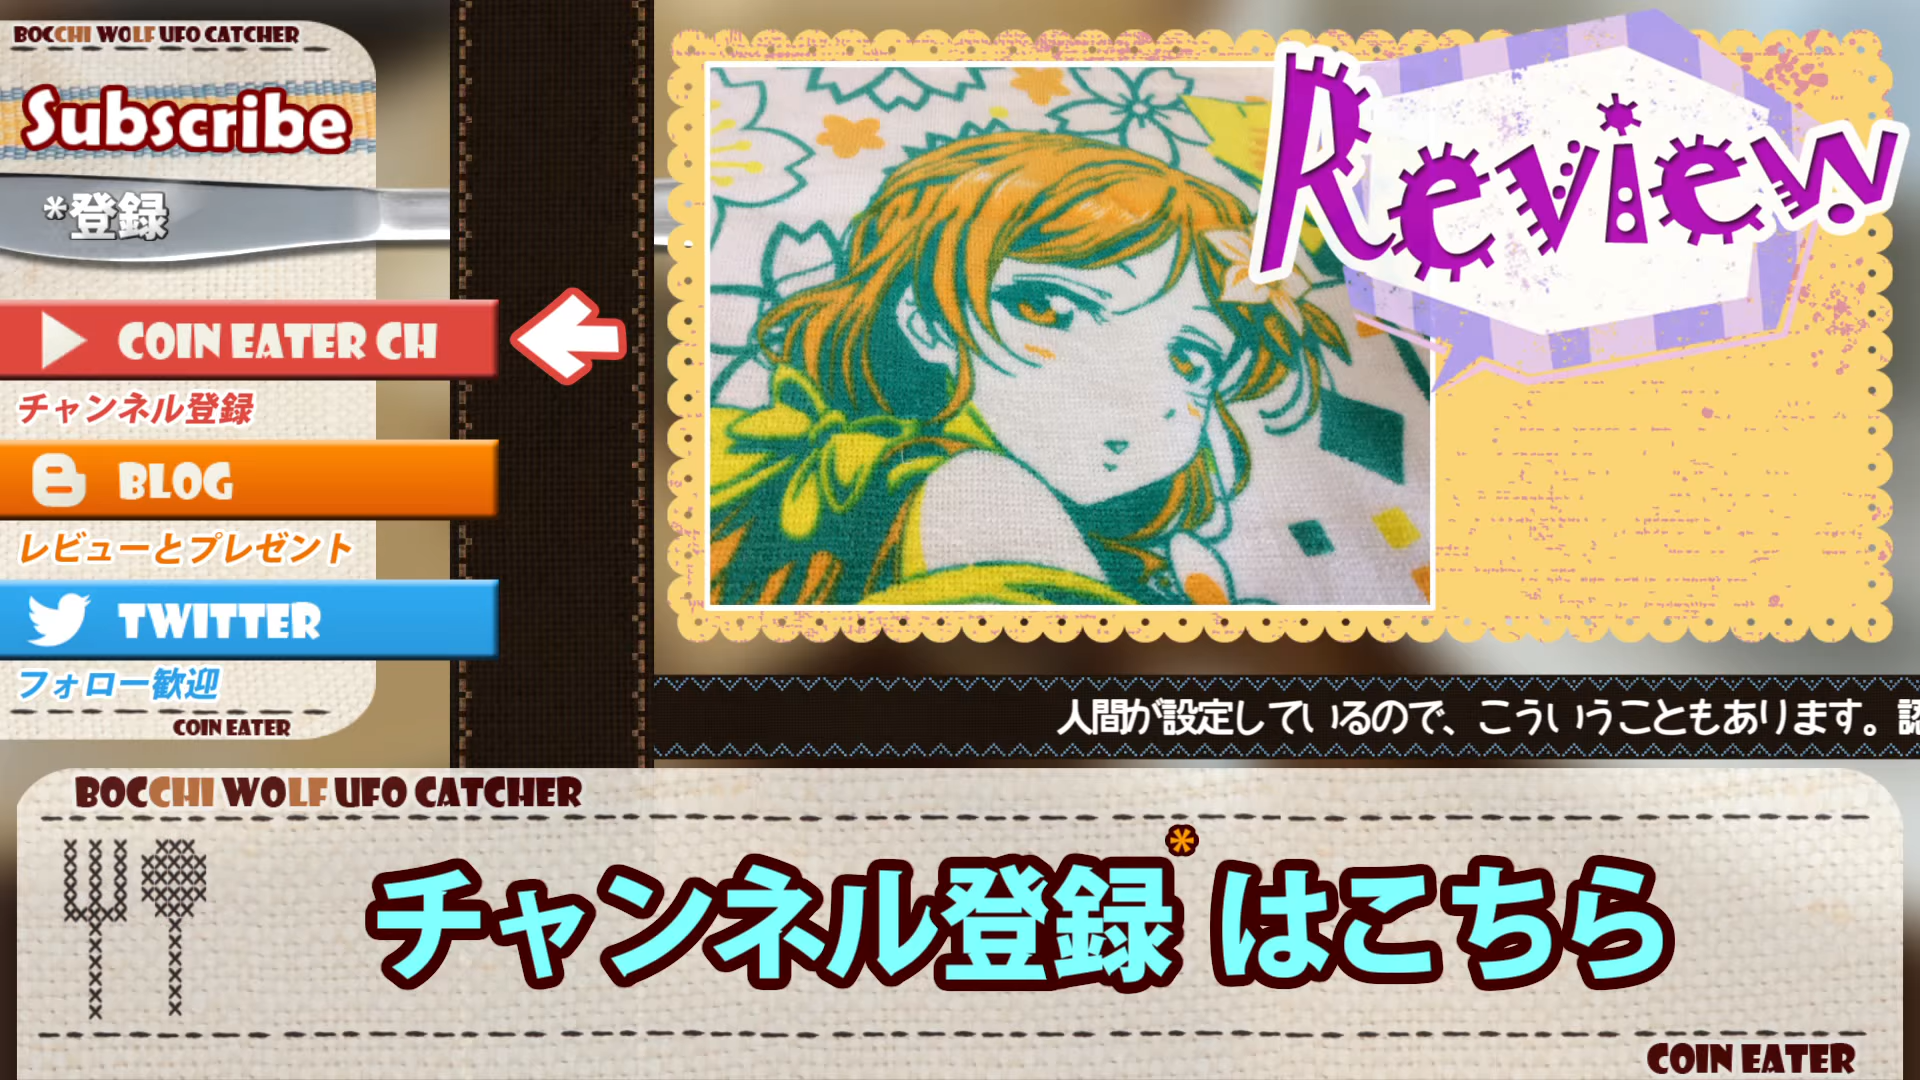 BOCCHI WOLF UFO CATCHER
Subscribe
*登録
COIN EATER CH
チャンネル登録
BLOG
レビューとプレゼント
TWITTER
フォロー歓迎
COIN EATER
Review
人間が設定しているので、こういうこともあります。認
BOCCHI WOLF UFO CATCHER
チャンネル登録* はこちら
COIN EATER